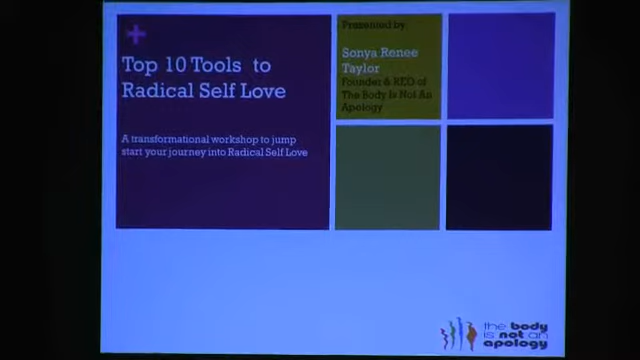 +
Top 10 Tools to
Radical Self Love
A transformational workshop to jump
start your journey into Radical Self Love
Presented by:
Sonya Renee
Taylor
Founder & REO of
The Body Is Not An
Apology
the body
is not an
apology